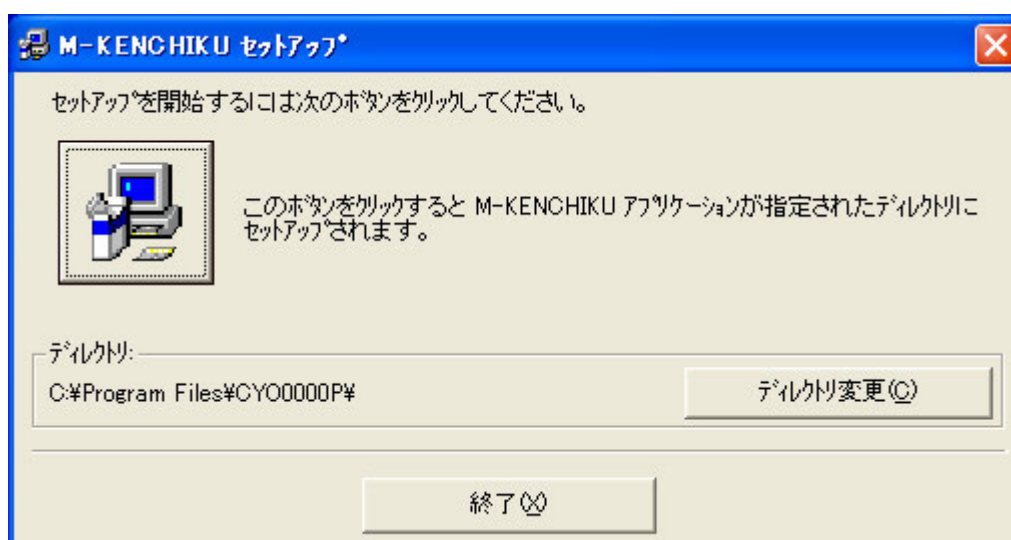 M-KENCHIKU ｾｯﾄｱｯﾌﾟ
ｾｯﾄｱｯﾌﾟを開始するには次のﾎﾞﾀﾝをｸﾘｯｸしてください。
このﾎﾞﾀﾝをｸﾘｯｸすると M-KENCHIKU ｱﾌﾟﾘｹｰｼｮﾝが指定されたﾃﾞｨﾚｸﾄﾘに
ｾｯﾄｱｯﾌﾟされます。
ﾃﾞｨﾚｸﾄﾘ:
C:¥Program Files¥CYO0000P¥
ﾃﾞｨﾚｸﾄﾘ変更(C)
終了(X)